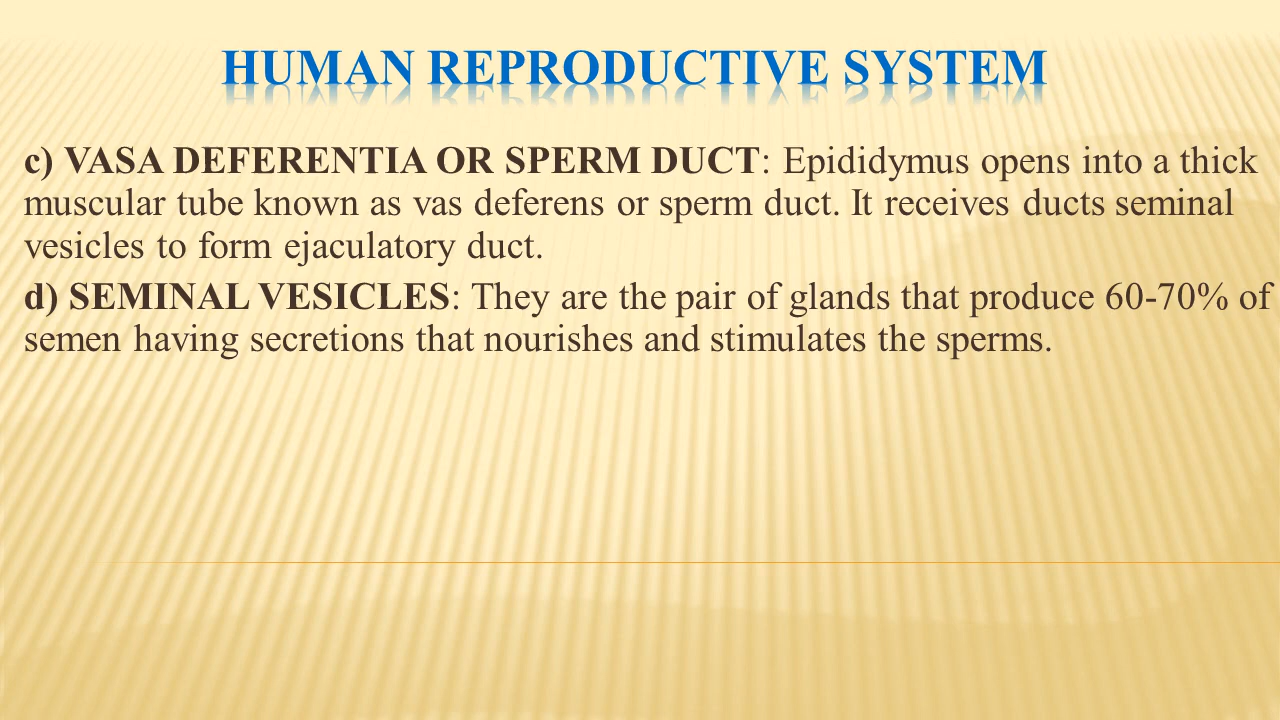 HUMAN REPRODUCTIVE SYSTEM
c) VASA DEFERENTIA OR SPERM DUCT: Epididymus opens into a thick
muscular tube known as vas deferens or sperm duct. It receives ducts seminal
vesicles to form ejaculatory duct.
d) SEMINAL VESICLES: They are the pair of glands that produce 60-70% of
semen having secretions that nourishes and stimulates the sperms.